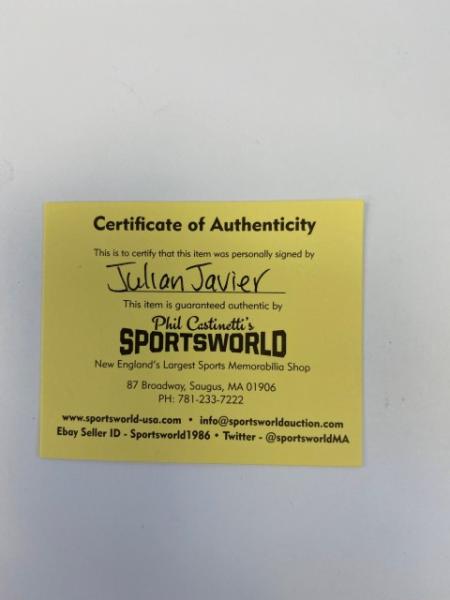 Certificate of Authenticity
This is to certify that this item was personally signed by
Julian Javier
This item is guaranteed authentic by
Phil Castinetti's
SPORTSWORLD
New England's Largest Sports Memorabilia Shop
87 Broadway, Saugus, MA 01906
PH: 781-233-7222
www.sportsworld-usa.com • info@sportsworldauction.com
Ebay Seller ID - Sportsworld1986 • Twitter - @sportsworldMA